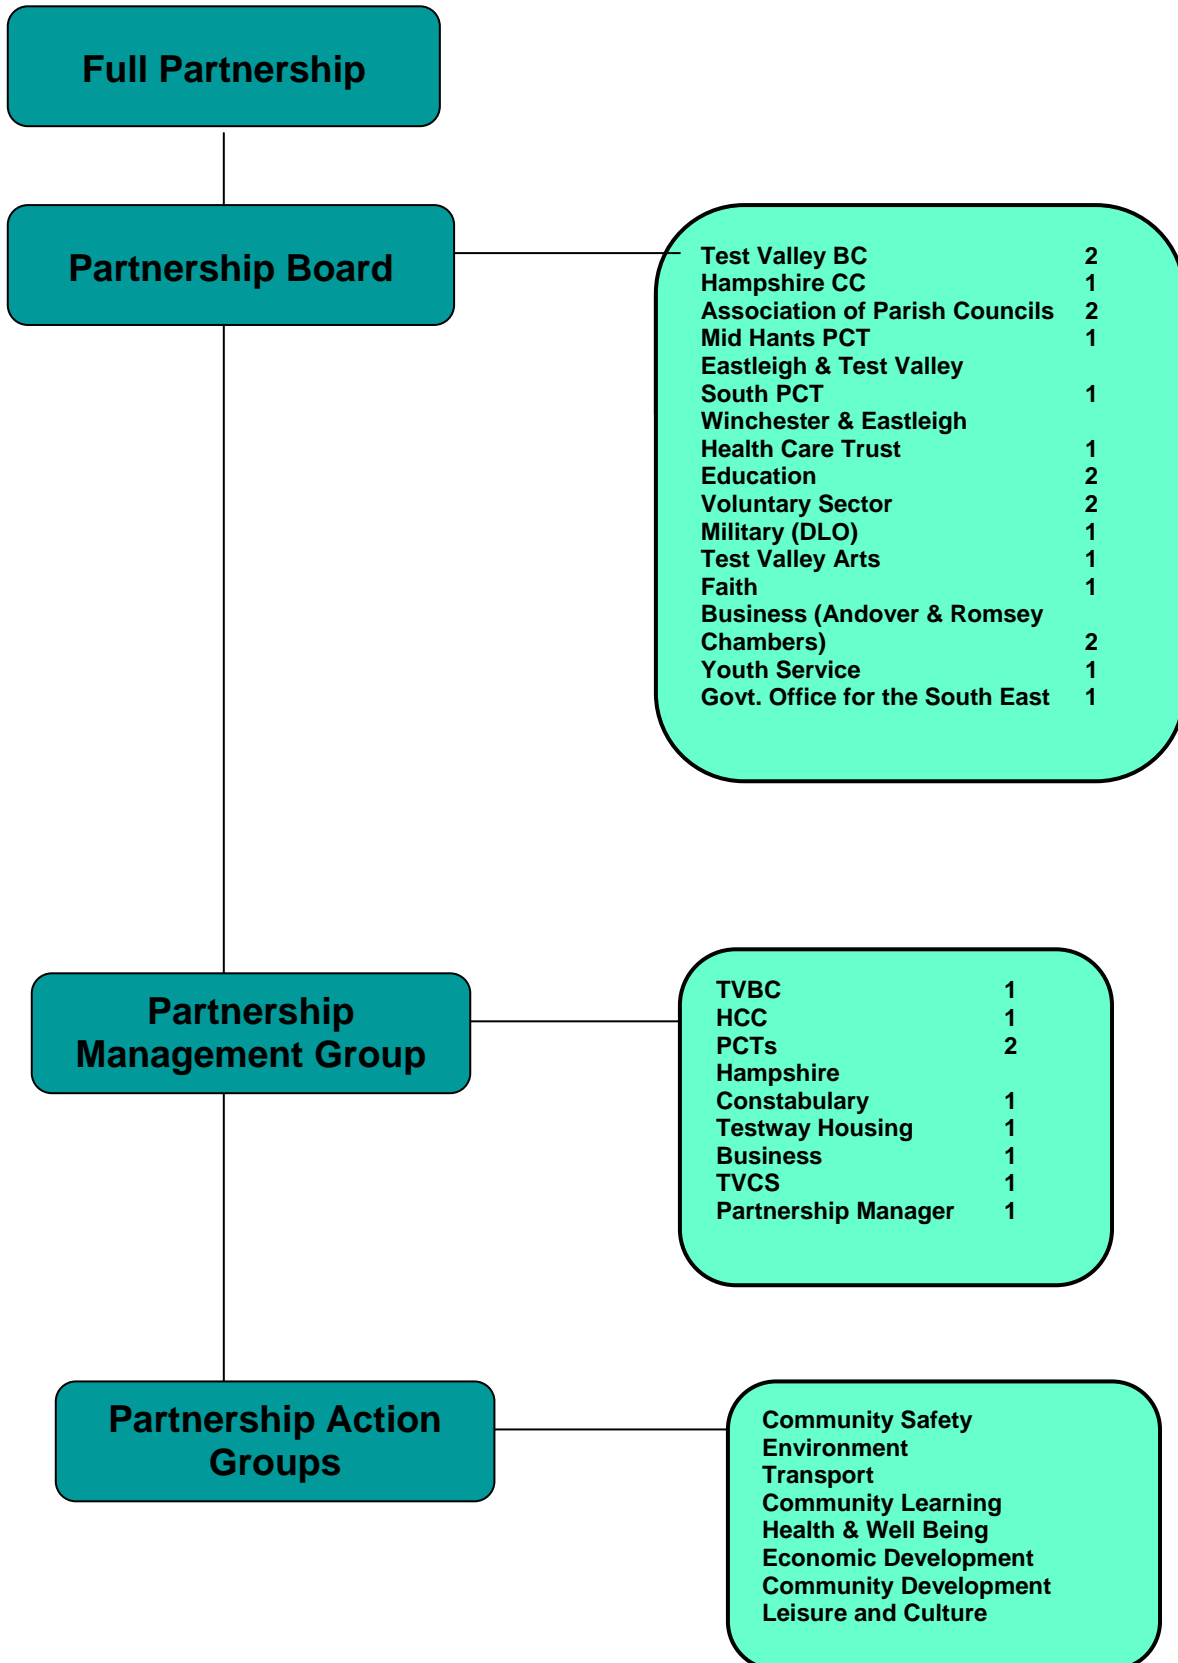 Full Partnership
Partnership Board
Test Valley BC 2
Hampshire CC 1
Association of Parish Councils 2
Mid Hants PCT 1
Eastleigh & Test Valley
South PCT 1
Winchester & Eastleigh
Health Care Trust 1
Education 2
Voluntary Sector 2
Military (DLO) 1
Test Valley Arts 1
Faith 1
Business (Andover & Romsey
Chambers) 2
Youth Service 1
Govt. Office for the South East 1
Partnership
Management Group
TVBC 1
HCC 1
PCTs 2
Hampshire
Constabulary 1
Testway Housing 1
Business 1
TVCS 1
Partnership Manager 1
Partnership Action
Groups
Community Safety
Environment
Transport
Community Learning
Health & Well Being
Economic Development
Community Development
Leisure and Culture